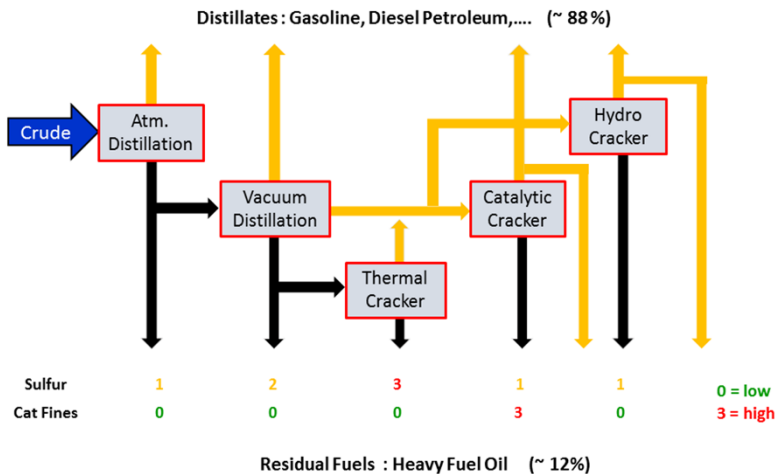 Distillates : Gasoline, Diesel Petroleum,.... (~ 88%)
Crude
Atm.
Distillation
Hydro
Cracker
Vacuum
Distillation
Catalytic
Cracker
Thermal
Cracker
Sulfur 1 2 3 1 1
0 = low
Cat Fines 0 0 0 3 0
3 = high
Residual Fuels : Heavy Fuel Oil (~ 12%)